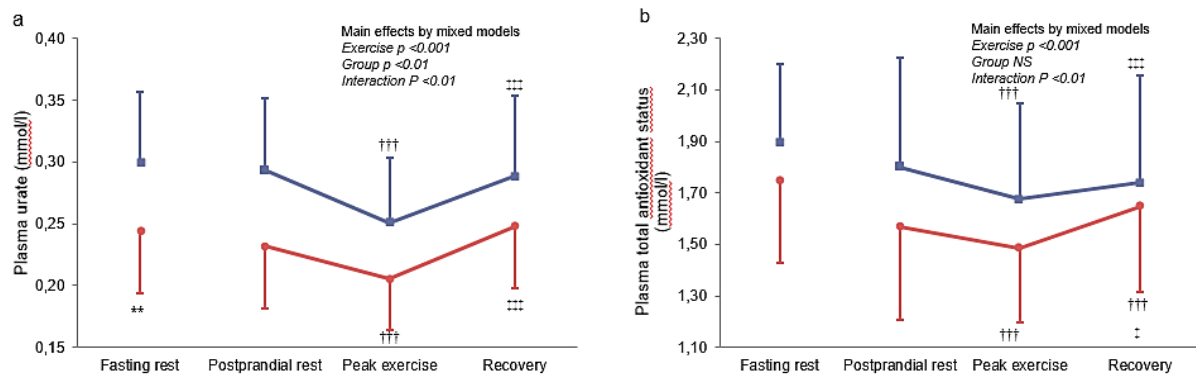 a
0,40
0,35
0,30
0,25
0,20
0,15
Plasma urate (mmol/l)
Main effects by mixed models
Exercise p <0.001
Group p <0.01
Interaction P <0.01
†††
‡‡‡
**
†††
‡‡‡
Fasting rest Postprandial rest Peak exercise Recovery
b
2,30
2,10
1,90
1,70
1,50
1,30
1,10
Plasma total antioxidant status
(mmol/l)
Main effects by mixed models
Exercise p <0.001
Group NS
Interaction P <0.01
†††
‡‡‡
†††
†††
‡
Fasting rest Postprandial rest Peak exercise Recovery